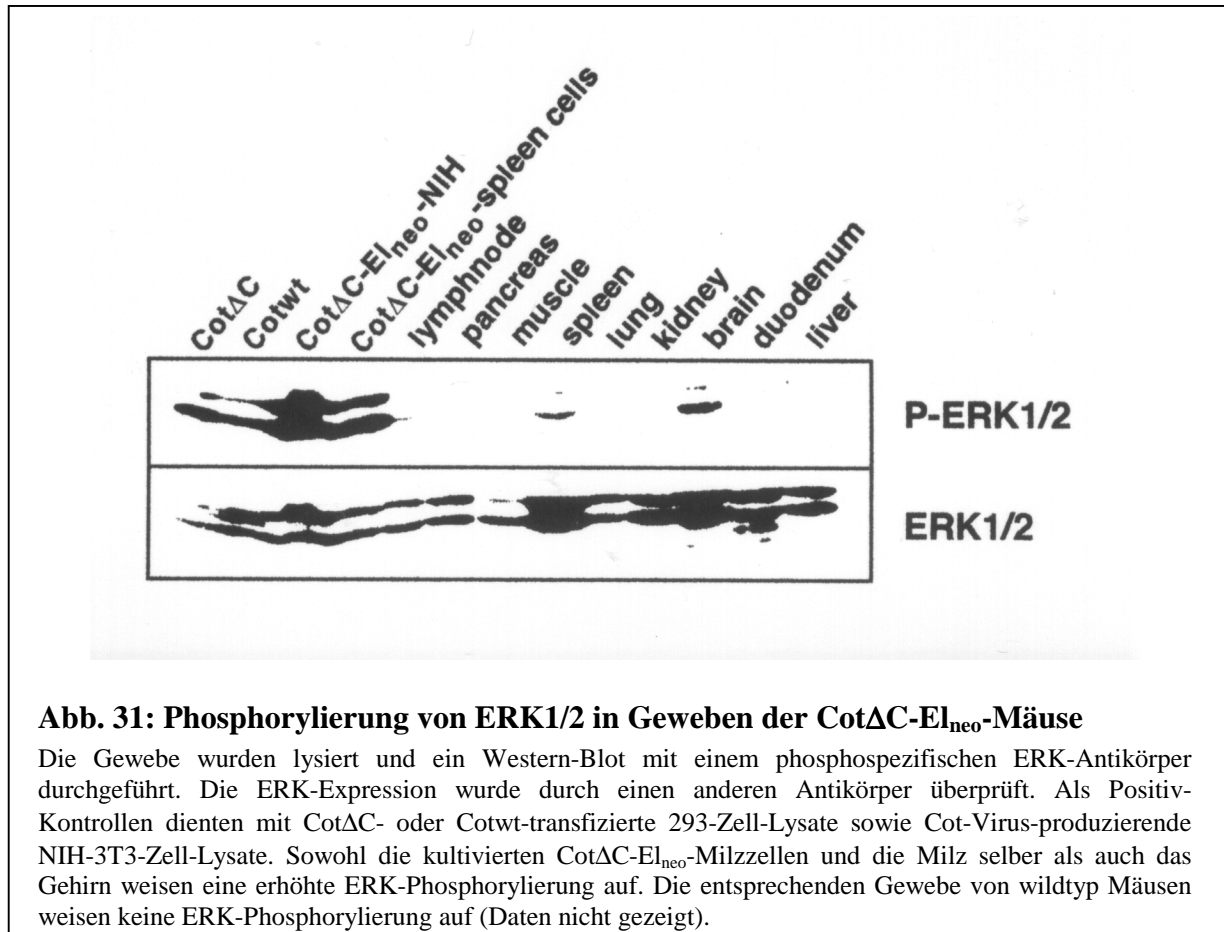 CotΔC
Cotwt
CotΔC-El_neo-NIH
CotΔC-El_neo-spleen cells
lymphnode
pancreas
muscle
spleen
lung
kidney
brain
duodenum
liver
P-ERK1/2
ERK1/2
Abb. 31: Phosphorylierung von ERK1/2 in Geweben der CotΔC-El_neo-Mäuse
Die Gewebe wurden lysiert und ein Western-Blot mit einem phosphospezifischen ERK-Antikörper
durchgeführt. Die ERK-Expression wurde durch einen anderen Antikörper überprüft. Als Positiv-
Kontrollen dienten mit CotΔC- oder Cotwt-transfizierte 293-Zell-Lysate sowie Cot-Virus-produzierende
NIH-3T3-Zell-Lysate. Sowohl die kultivierten CotΔC-El_neo-Milzzellen und die Milz selber als auch das
Gehirn weisen eine erhöhte ERK-Phosphorylierung auf. Die entsprechenden Gewebe von wildtyp Mäusen
weisen keine ERK-Phosphorylierung auf (Daten nicht gezeigt).